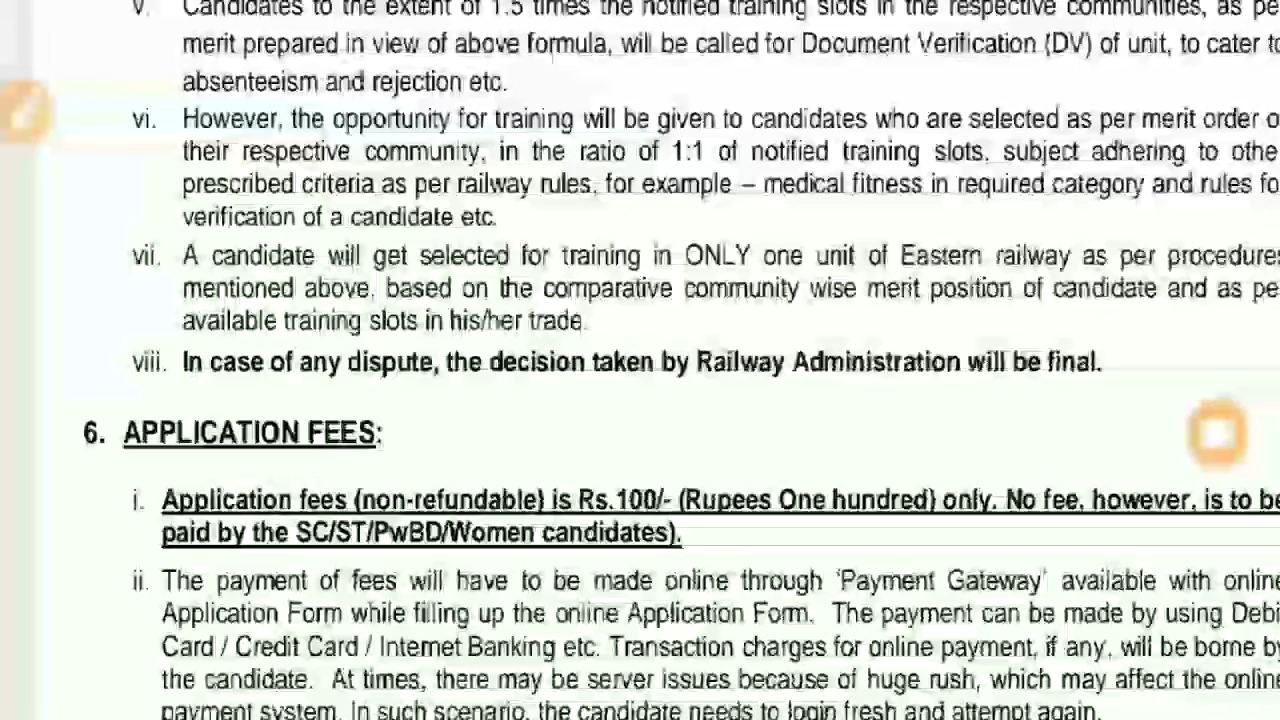 v. Candidates to the extent of 1.5 times the notified training slots in the respective communities, as pe
merit prepared in view of above formula, will be called for Document Verification (DV) of unit, to cater to
absenteeism and rejection etc.
vi. However, the opportunity for training will be given to candidates who are selected as per merit order o
their respective community, in the ratio of 1:1 of notified training slots, subject adhering to othe
prescribed criteria as per railway rules, for example – medical fitness in required category and rules fo
verification of a candidate etc.
vii. A candidate will get selected for training in ONLY one unit of Eastern railway as per procedures
mentioned above, based on the comparative community wise merit position of candidate and as pe
available training slots in his/her trade.
viii. In case of any dispute, the decision taken by Railway Administration will be final.
6. APPLICATION FEES:
i. Application fees (non-refundable) is Rs.100/- (Rupees One hundred) only. No fee, however, is to be
paid by the SC/ST/PwBD/Women candidates).
ii. The payment of fees will have to be made online through 'Payment Gateway' available with online
Application Form while filling up the online Application Form. The payment can be made by using Debi
Card / Credit Card / Internet Banking etc. Transaction charges for online payment, if any, will be borne by
the candidate. At times, there may be server issues because of huge rush, which may affect the online
payment system. In such scenario, the candidate needs to login fresh and attempt again.